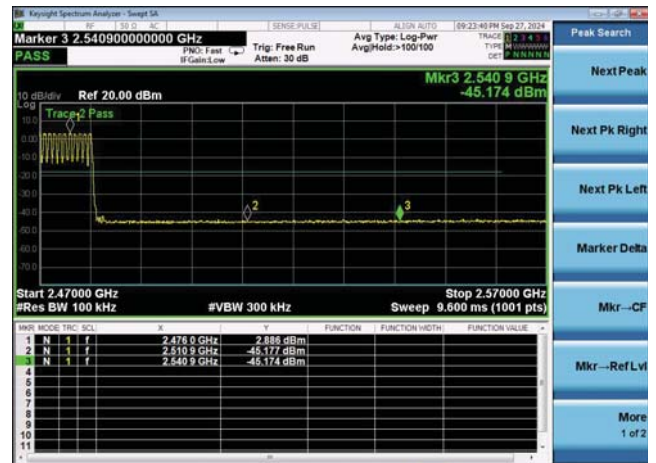 Keysight Spectrum Analyzer - Swept SA
RF 50 Ω AC SENSE:PULSE ALIGN AUTO 09:23:40 PM Sep 27, 2024
Marker 3 2.540900000000 GHz
PASS
PNO: Fast
IFGain:Low
Trig: Free Run
Atten: 30 dB
Avg Type: Log-Pwr
Avg|Hold:>100/100
TRACE 1 2 3 4 5 6
TYPE M WWWWW
DET P N N N N N
Mkr3 2.540 9 GHz
-45.174 dBm
10 dB/div Ref 20.00 dBm
Log
Trace 2 Pass
10.0
0.00
-10.0
-20.0
-30.0
-40.0
-50.0
-60.0
-70.0
1
2
3
Start 2.47000 GHz
Stop 2.57000 GHz
#Res BW 100 kHz
#VBW 300 kHz
Sweep 9.600 ms (1001 pts)
MKR MODE TRC SCL X Y FUNCTION FUNCTION WIDTH FUNCTION VALUE
1 N 1 f 2.476 0 GHz 2.886 dBm
2 N 1 f 2.510 9 GHz -45.177 dBm
3 N 1 f 2.540 9 GHz -45.174 dBm
4
5
6
7
8
9
10
11
Peak Search
Next Peak
Next Pk Right
Next Pk Left
Marker Delta
Mkr→CF
Mkr→Ref Lvl
More
1 of 2